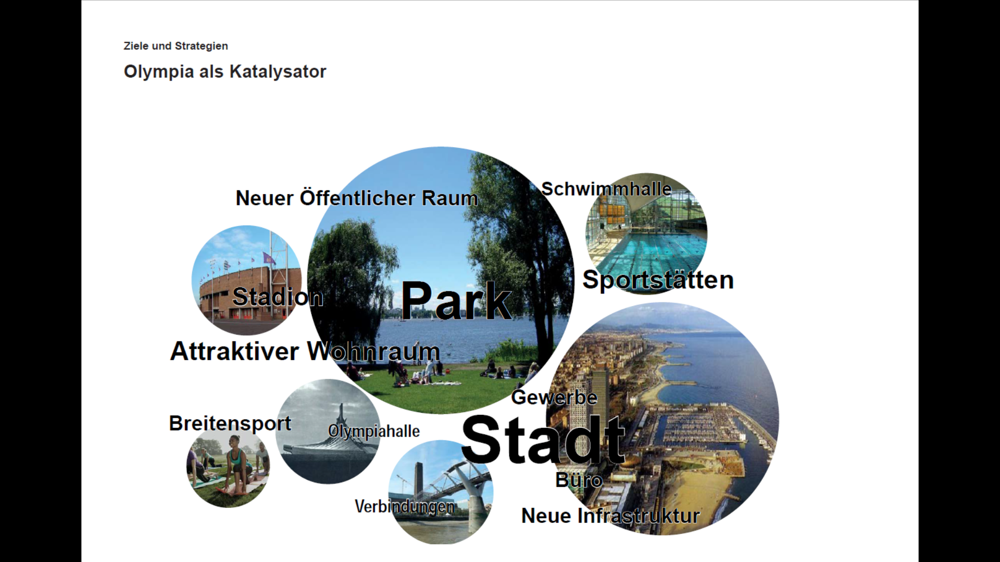 Ziele und Strategien
Olympia als Katalysator
Neuer Öffentlicher Raum
Schwimmhalle
Stadion
Park
Sportstätten
Attraktiver Wohnraum
Gewerbe
Breitensport
Olympiahalle
Stadt
Büro
Verbindungen
Neue Infrastruktur